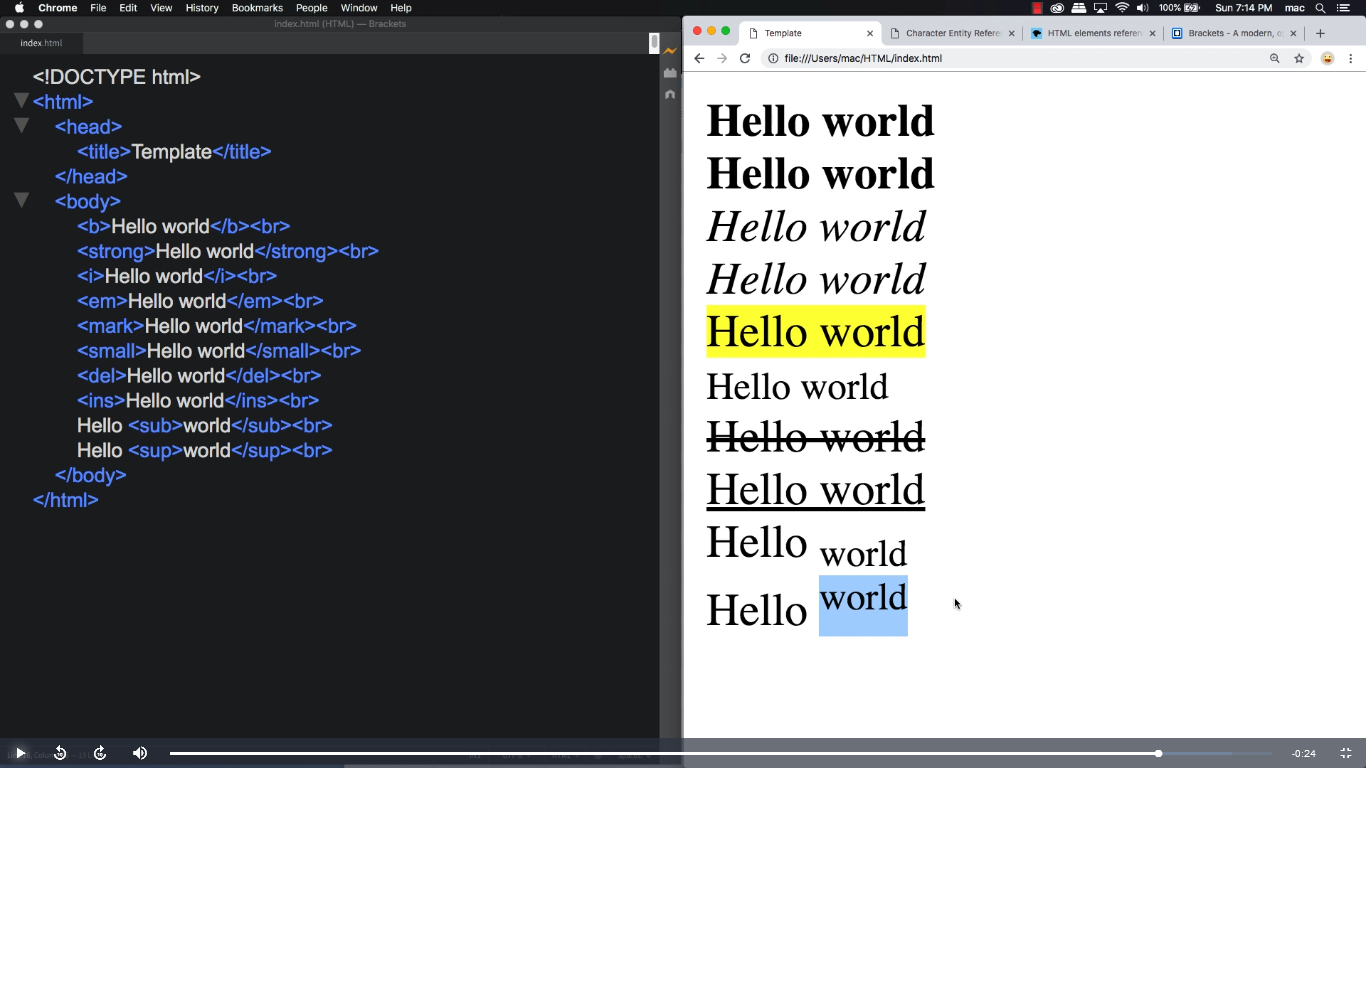 Chrome File Edit View History Bookmarks People Window Help 100% Sun 7:14 PM mac
index.html (HTML) — Brackets
index.html
<!DOCTYPE html>
<html>
<head>
<title>Template</title>
</head>
<body>
<b>Hello world</b><br>
<strong>Hello world</strong><br>
<i>Hello world</i><br>
<em>Hello world</em><br>
<mark>Hello world</mark><br>
<small>Hello world</small><br>
<del>Hello world</del><br>
<ins>Hello world</ins><br>
Hello <sub>world</sub><br>
Hello <sup>world</sup><br>
</body>
</html>
Template Character Entity Refere HTML elements referen Brackets - A modern, o
file:///Users/mac/HTML/index.html
Hello world
Hello world
Hello world
Hello world
Hello world
Hello world
Hello world
Hello world
Hello world
Hello world
-0:24